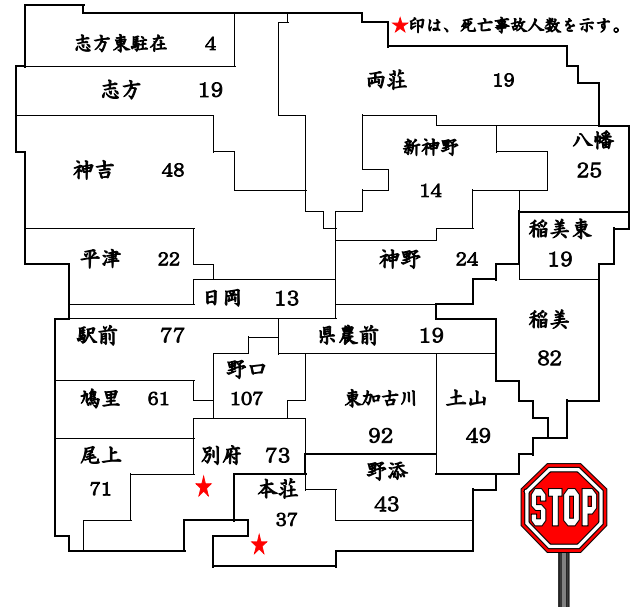 ★印は、死亡事故人数を示す。
志方東駐在 4
志方 19
両荘 19
新神野
14
八幡
25
神吉 48
稲美東
19
平津 22
神野 24
日岡 13
稲美
82
駅前 77
県農前 19
野口
107
鳩里 61
東加古川
92
土山
49
尾上
71
別府 73
★
本荘
37
★
野添
43
STOP